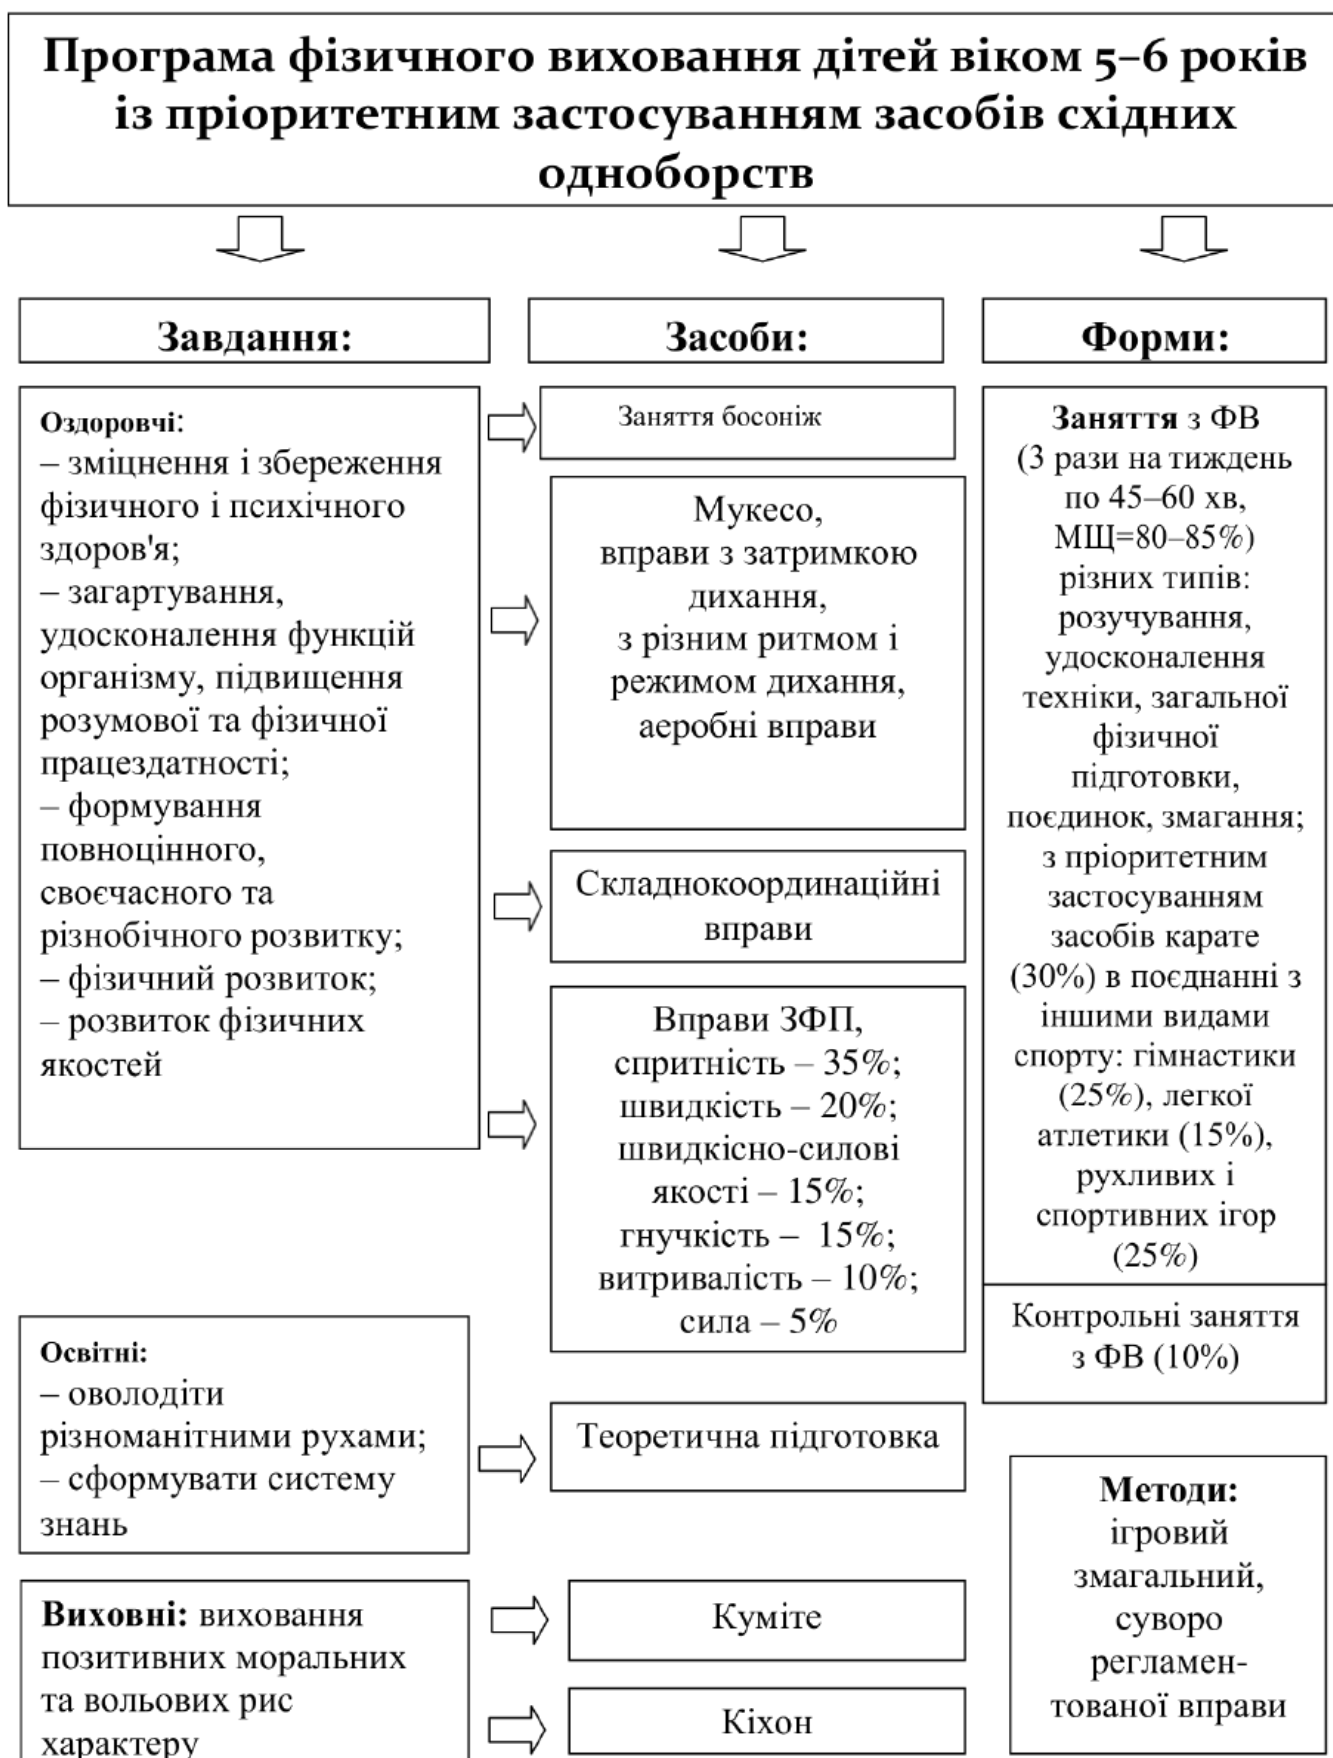 Програма фізичного виховання дітей віком 5–6 років
із пріоритетним застосуванням засобів східних
одноборств
Завдання:
Оздоровчі:
– зміцнення і збереження
фізичного і психічного
здоров'я;
– загартування,
удосконалення функцій
організму, підвищення
розумової та фізичної
працездатності;
– формування
повноцінного,
своєчасного та
різнобічного розвитку;
– фізичний розвиток;
– розвиток фізичних
якостей
Освітні:
– оволодіти
різноманітними рухами;
– сформувати систему
знань
Виховні: виховання
позитивних моральних
та вольових рис
характеру
Засоби:
Заняття босоніж
Мукесо,
вправи з затримкою
дихання,
з різним ритмом і
режимом дихання,
аеробні вправи
Складнокоординаційні
вправи
Вправи ЗФП,
спритність – 35%;
швидкість – 20%;
швидкісно-силові
якості – 15%;
гнучкість – 15%;
витривалість – 10%;
сила – 5%
Теоретична підготовка
Куміте
Кіхон
Форми:
Заняття з ФВ
(3 рази на тиждень
по 45–60 хв,
МЩ=80–85%)
різних типів:
розучування,
удосконалення
техніки, загальної
фізичної
підготовки,
поєдинок, змагання;
з пріоритетним
застосуванням
засобів карате
(30%) в поєднанні з
іншими видами
спорту: гімнастики
(25%), легкої
атлетики (15%),
рухливих і
спортивних ігор
(25%)
Контрольні заняття
з ФВ (10%)
Методи:
ігровий
змагальний,
суворо
регламен-
тованої вправи